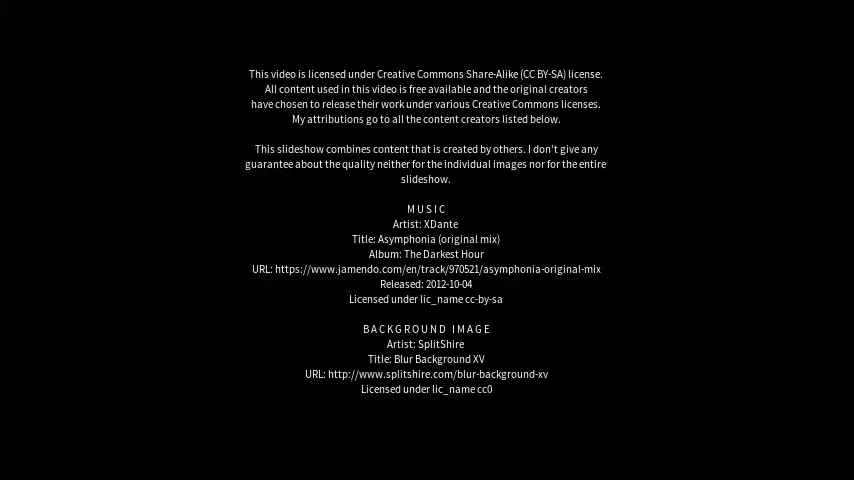 This video is licensed under Creative Commons Share-Alike (CC BY-SA) license.
All content used in this video is free available and the original creators
have chosen to release their work under various Creative Commons licenses.
My attributions go to all the content creators listed below.
This slideshow combines content that is created by others. I don't give any
guarantee about the quality neither for the individual images nor for the entire
slideshow.
MUSIC
Artist: XDante
Title: Asymphonia (original mix)
Album: The Darkest Hour
URL: https://www.jamendo.com/en/track/970521/asymphonia-original-mix
Released: 2012-10-04
Licensed under lic_name cc-by-sa
BACKGROUND IMAGE
Artist: SplitShire
Title: Blur Background XV
URL: http://www.splitshire.com/blur-background-xv
Licensed under lic_name cc0